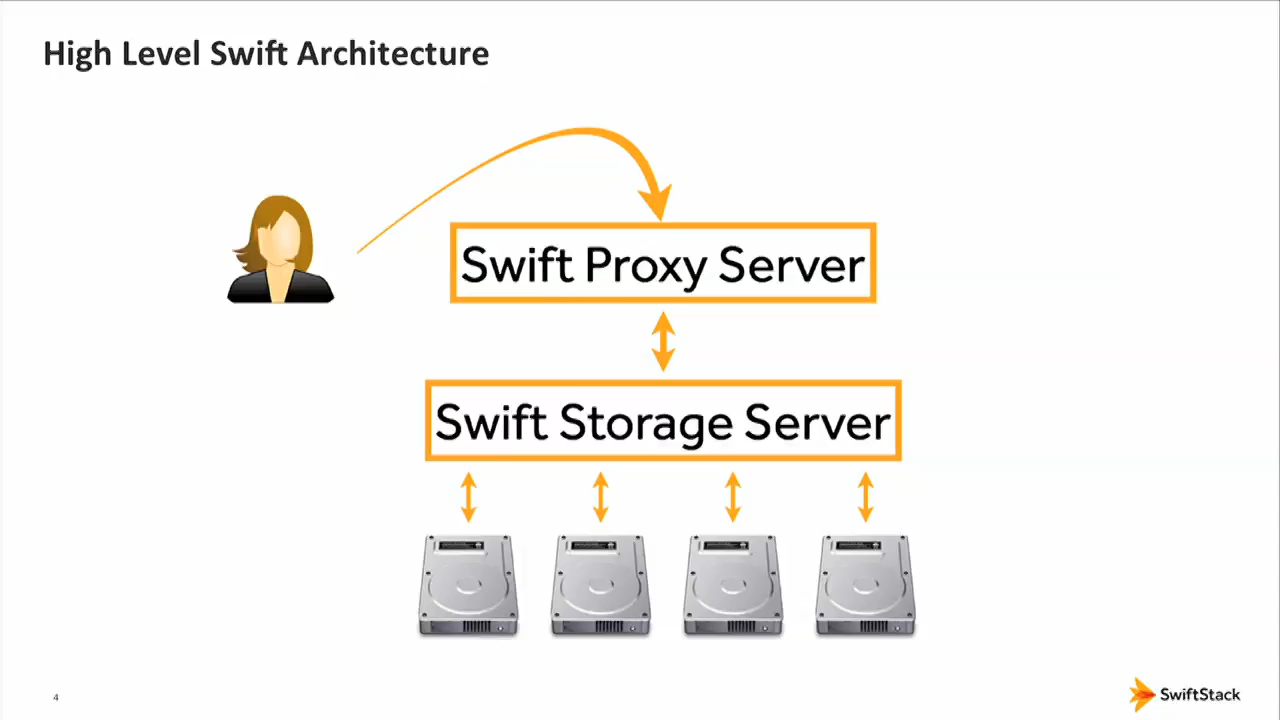 High Level Swift Architecture
Swift Proxy Server
Swift Storage Server
4
SwiftStack